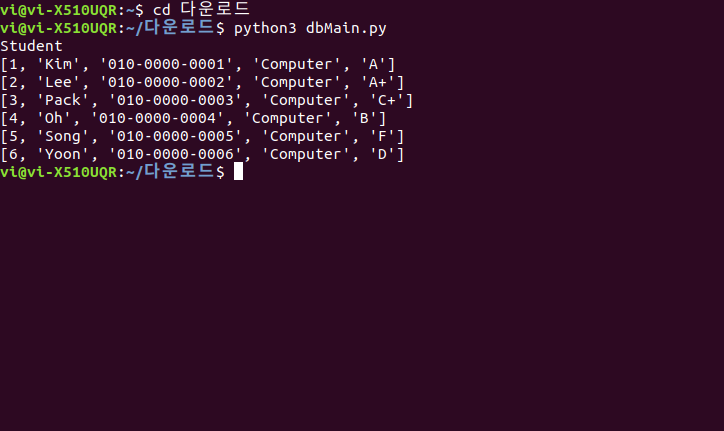 vi@vi-X510UQR:~$ cd 다운로드
vi@vi-X510UQR:~/다운로드$ python3 dbMain.py
Student
[1, 'Kim', '010-0000-0001', 'Computer', 'A']
[2, 'Lee', '010-0000-0002', 'Computer', 'A+']
[3, 'Pack', '010-0000-0003', 'Computer', 'C+']
[4, 'Oh', '010-0000-0004', 'Computer', 'B']
[5, 'Song', '010-0000-0005', 'Computer', 'F']
[6, 'Yoon', '010-0000-0006', 'Computer', 'D']
vi@vi-X510UQR:~/다운로드$